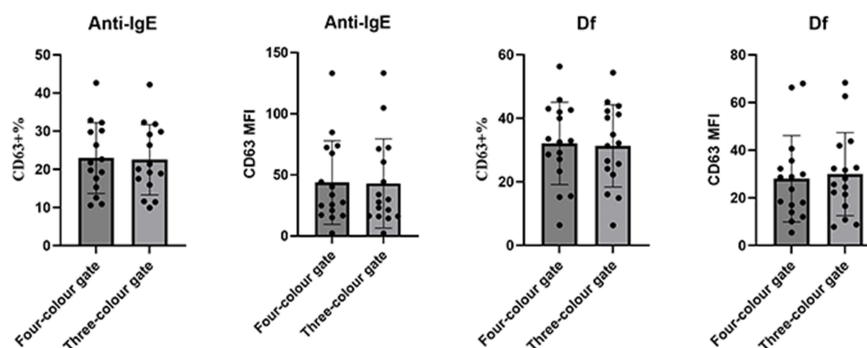 Anti-IgE
50
40
30
20
10
0
CD63+%
Four-colour gate
Three-colour gate
Anti-IgE
150
100
50
0
CD63 MFI
Four-colour gate
Three-colour gate
Df
60
40
20
0
CD63+%
Four-colour gate
Three-colour gate
Df
80
60
40
20
0
CD63 MFI
Four-colour gate
Three-colour gate